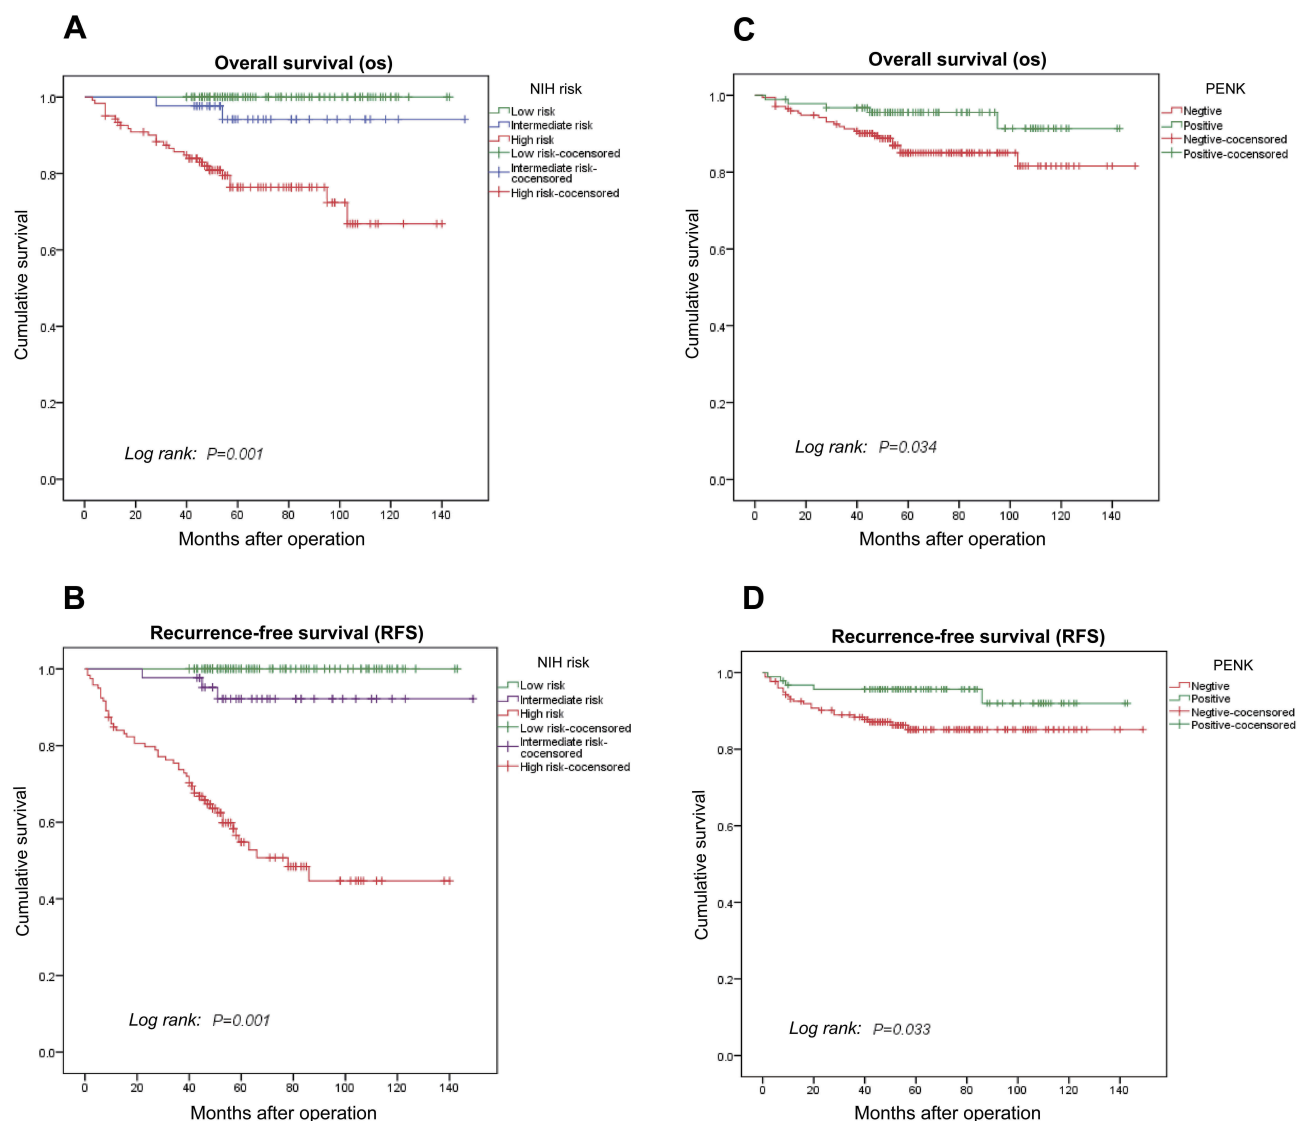 A
Overall survival (os)
NIH risk
Low risk
Intermediate risk
High risk
Low risk-cocensored
Intermediate risk-
cocensored
High risk-cocensored
Cumulative survival
1.0
0.8
0.6
0.4
0.2
0.0
Log rank: P=0.001
0 20 40 60 80 100 120 140
Months after operation
C
Overall survival (os)
PENK
Negtive
Positive
Negtive-cocensored
Positive-cocensored
Cumulative survival
1.0
0.8
0.6
0.4
0.2
0.0
Log rank: P=0.034
0 20 40 60 80 100 120 140
Months after operation
B
Recurrence-free survival (RFS)
NIH risk
Low risk
Intermediate risk
High risk
Low risk-cocensored
Intermediate risk-
cocensored
High risk-cocensored
Cumulative survival
1.0
0.8
0.6
0.4
0.2
0.0
Log rank: P=0.001
0 20 40 60 80 100 120 140
Months after operation
D
Recurrence-free survival (RFS)
PENK
Negtive
Positive
Negtive-cocensored
Positive-cocensored
Cumulative survival
1.0
0.8
0.6
0.4
0.2
0.0
Log rank: P=0.033
0 20 40 60 80 100 120 140
Months after operation